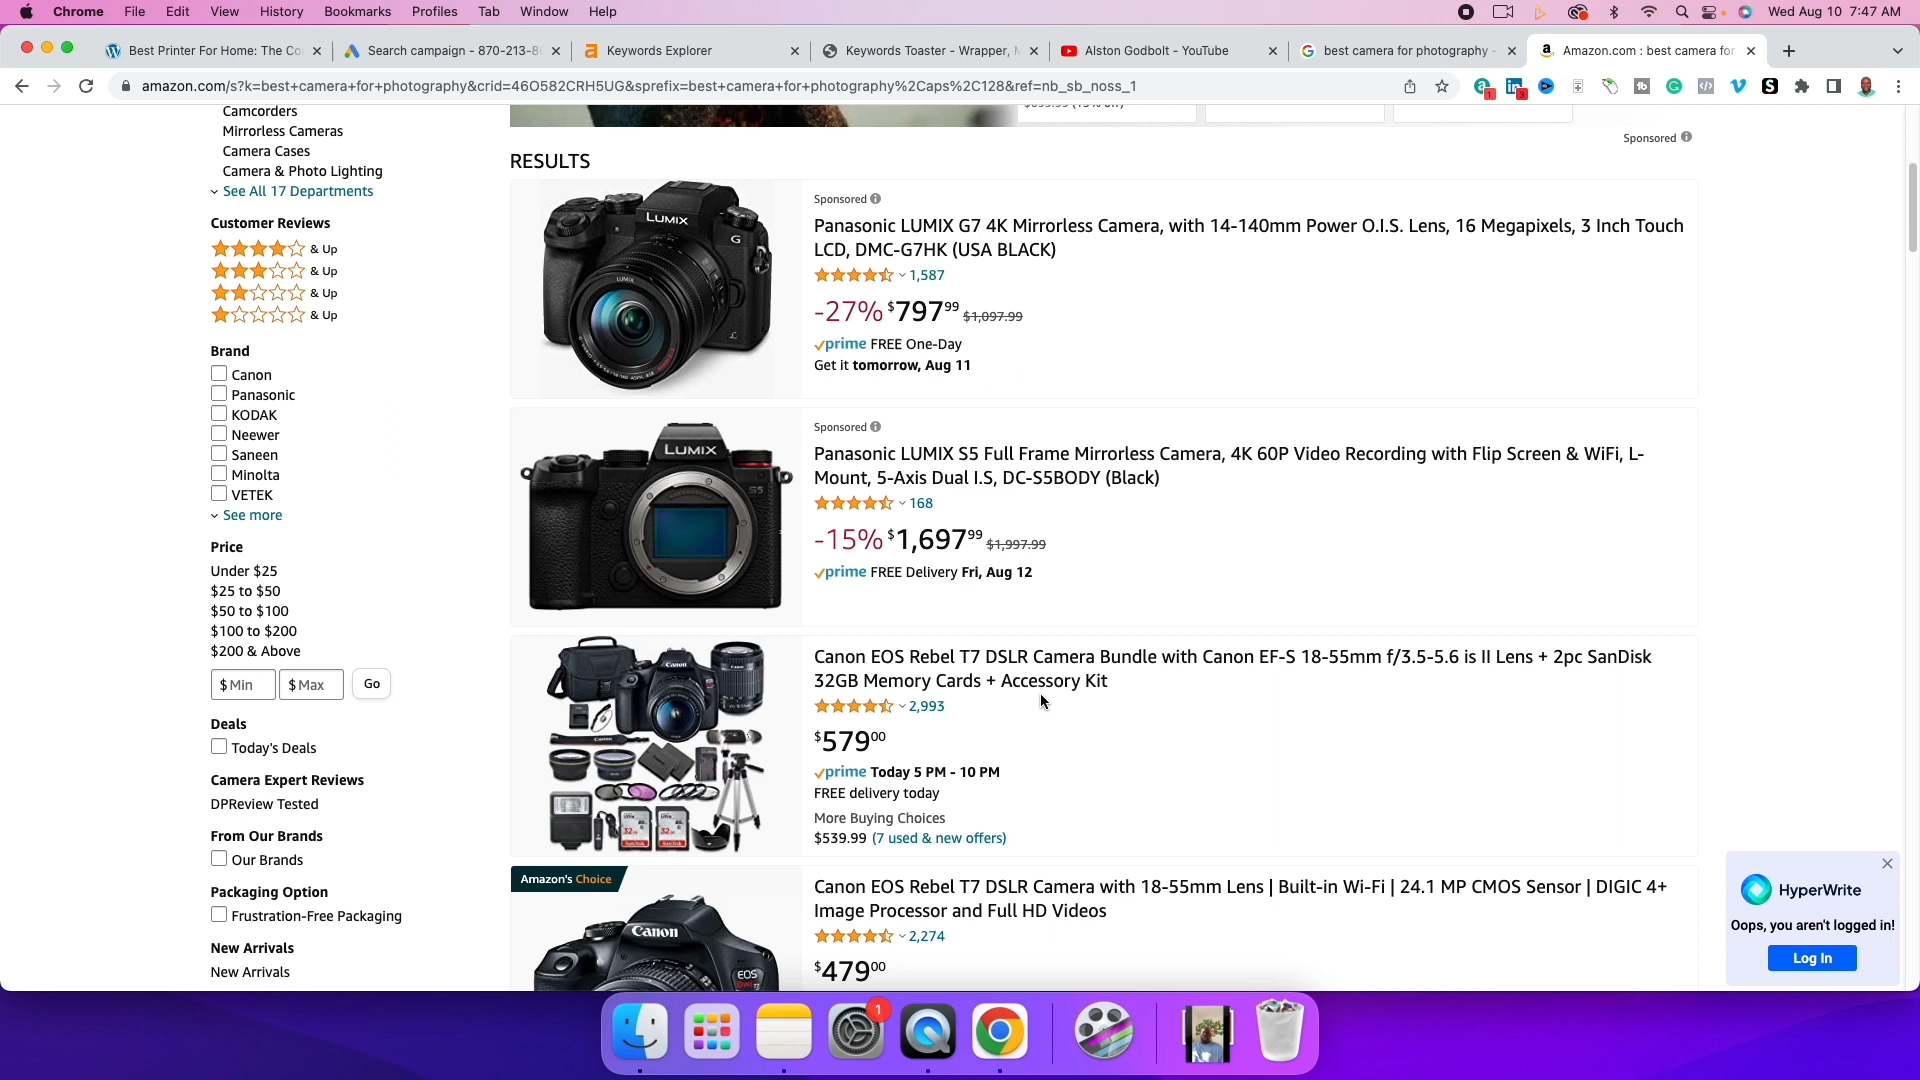 Chrome File Edit View History Bookmarks Profiles Tab Window Help Wed Aug 10 7:47 AM
Best Printer For Home: The Co
Search campaign - 870-213-8
Keywords Explorer
Keywords Toaster - Wrapper,
Alston Godbolt - YouTube
best camera for photography -
Amazon.com : best camera for
amazon.com/s?k=best+camera+for+photography&crid=46O582CRH5UG&sprefix=best+camera+for+photography%2Ccaps%2C128&ref=nb_sb_noss_1
Camcorders
Mirrorless Cameras
Camera Cases
Camera & Photo Lighting
See All 17 Departments
Customer Reviews
& Up
& Up
& Up
& Up
Brand
Canon
Panasonic
KODAK
Neewer
Saneen
Minolta
VETEK
See more
Price
Under $25
$25 to $50
$50 to $100
$100 to $200
$200 & Above
$ Min $ Max Go
Deals
Today's Deals
Camera Expert Reviews
DPReview Tested
From Our Brands
Our Brands
Packaging Option
Frustration-Free Packaging
New Arrivals
New Arrivals
Sponsored
RESULTS
LUMIX
G
Sponsored
Panasonic LUMIX G7 4K Mirrorless Camera, with 14-140mm Power O.I.S. Lens, 16 Megapixels, 3 Inch Touch
LCD, DMC-G7HK (USA BLACK)
1,587
-27% $797.99 $1,097.99
prime FREE One-Day
Get it tomorrow, Aug 11
LUMIX
S5
Sponsored
Panasonic LUMIX S5 Full Frame Mirrorless Camera, 4K 60P Video Recording with Flip Screen & WiFi, L-
Mount, 5-Axis Dual I.S, DC-S5BODY (Black)
168
-15% $1,697.99 $1,997.99
prime FREE Delivery Fri, Aug 12
Canon
Canon EOS Rebel T7 DSLR Camera Bundle with Canon EF-S 18-55mm f/3.5-5.6 is II Lens + 2pc SanDisk
32GB Memory Cards + Accessory Kit
2,993
$579.00
prime Today 5 PM - 10 PM
FREE delivery today
More Buying Choices
$539.99 (7 used & new offers)
Amazon's Choice
Canon
EOS
Canon EOS Rebel T7 DSLR Camera with 18-55mm Lens | Built-in Wi-Fi | 24.1 MP CMOS Sensor | DIGIC 4+
Image Processor and Full HD Videos
2,274
$479.00
HyperWrite
Oops, you aren't logged in!
Log In
1